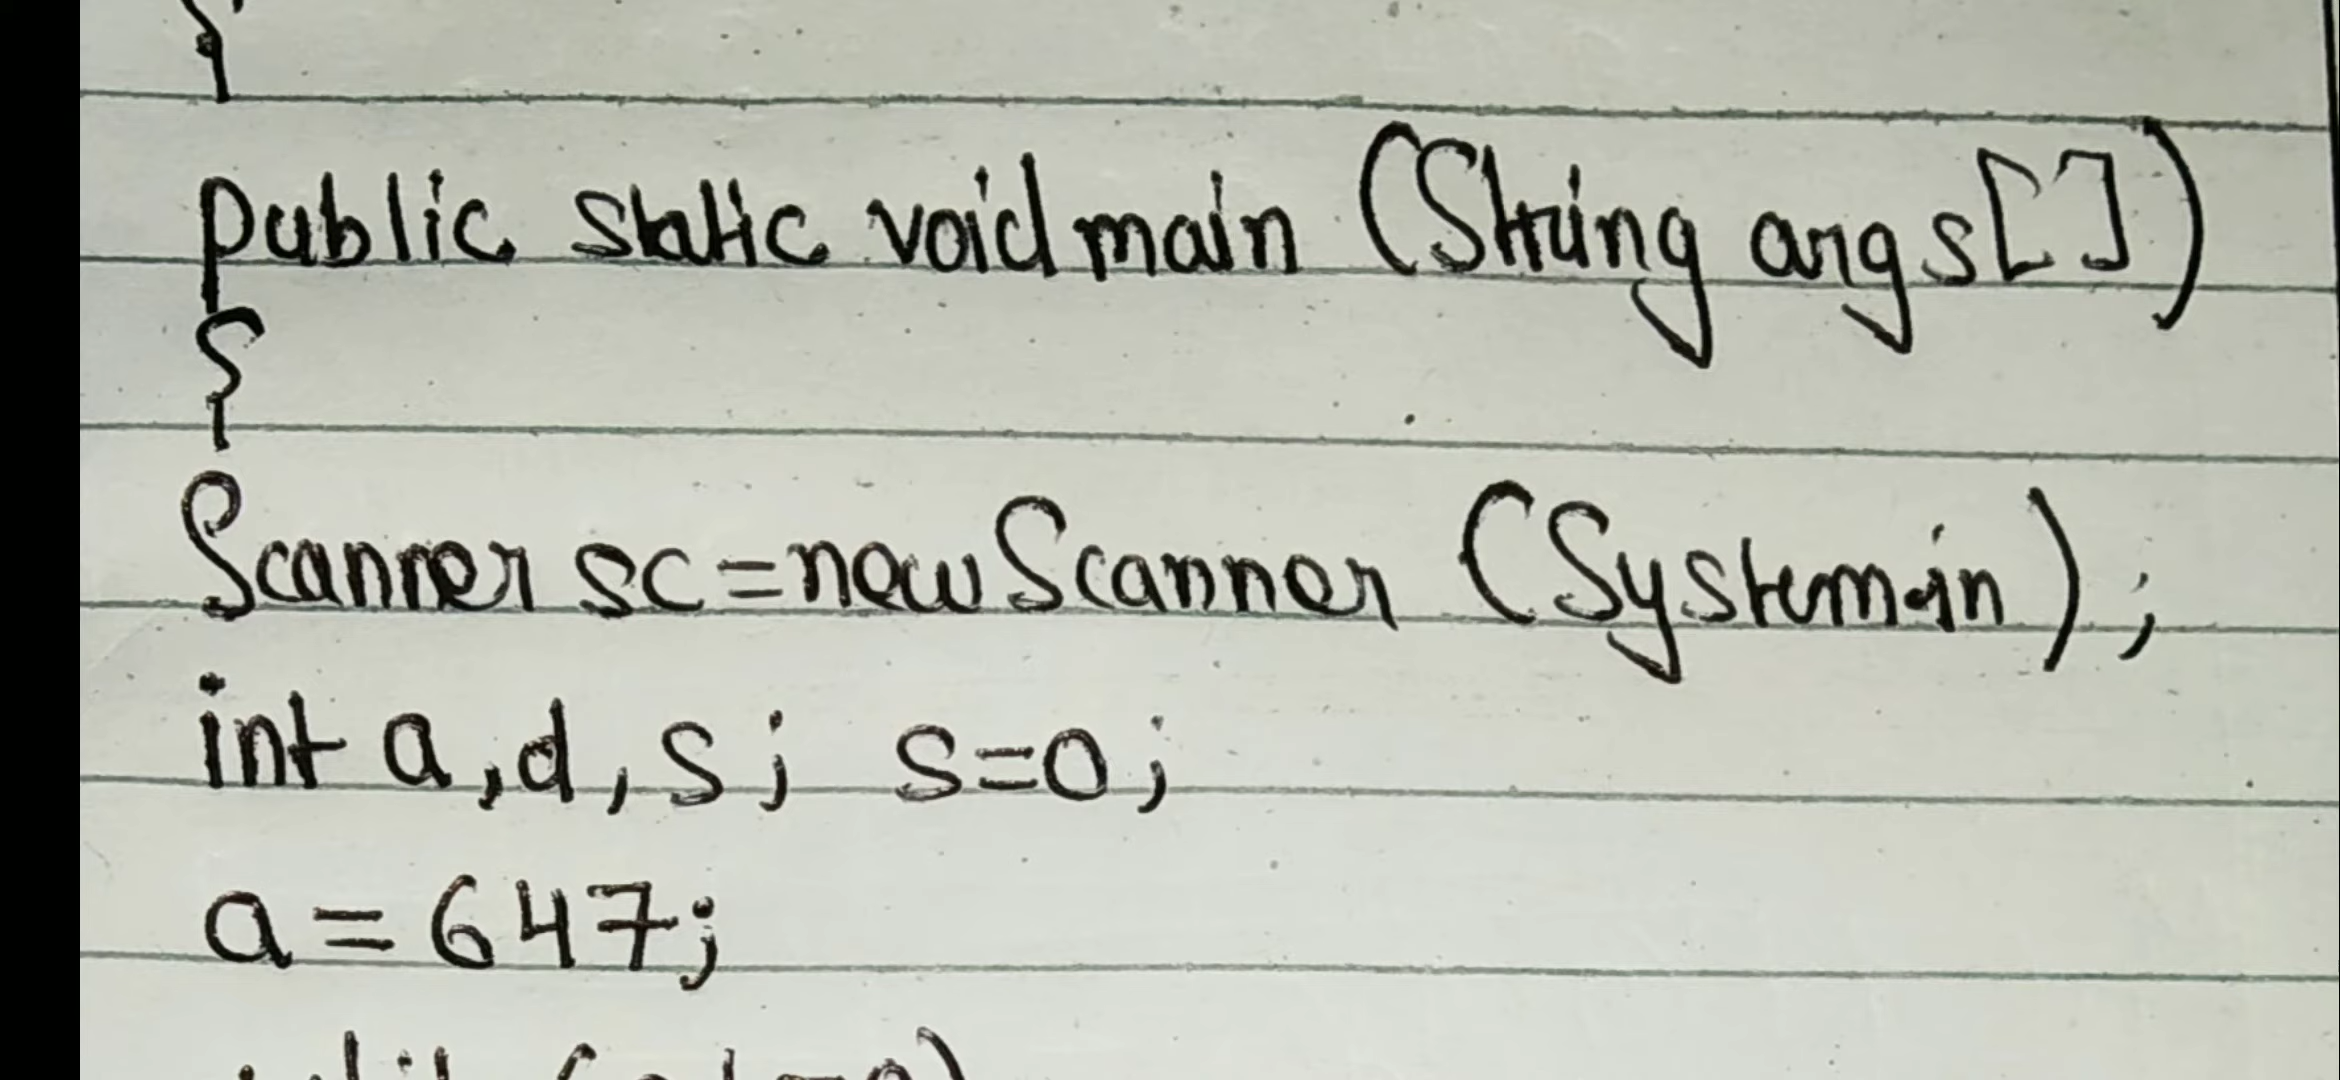 {
public static void main (String args[])
{
Scanner sc=new Scanner (System.in);
int a,d,s; s=0;
a=647;